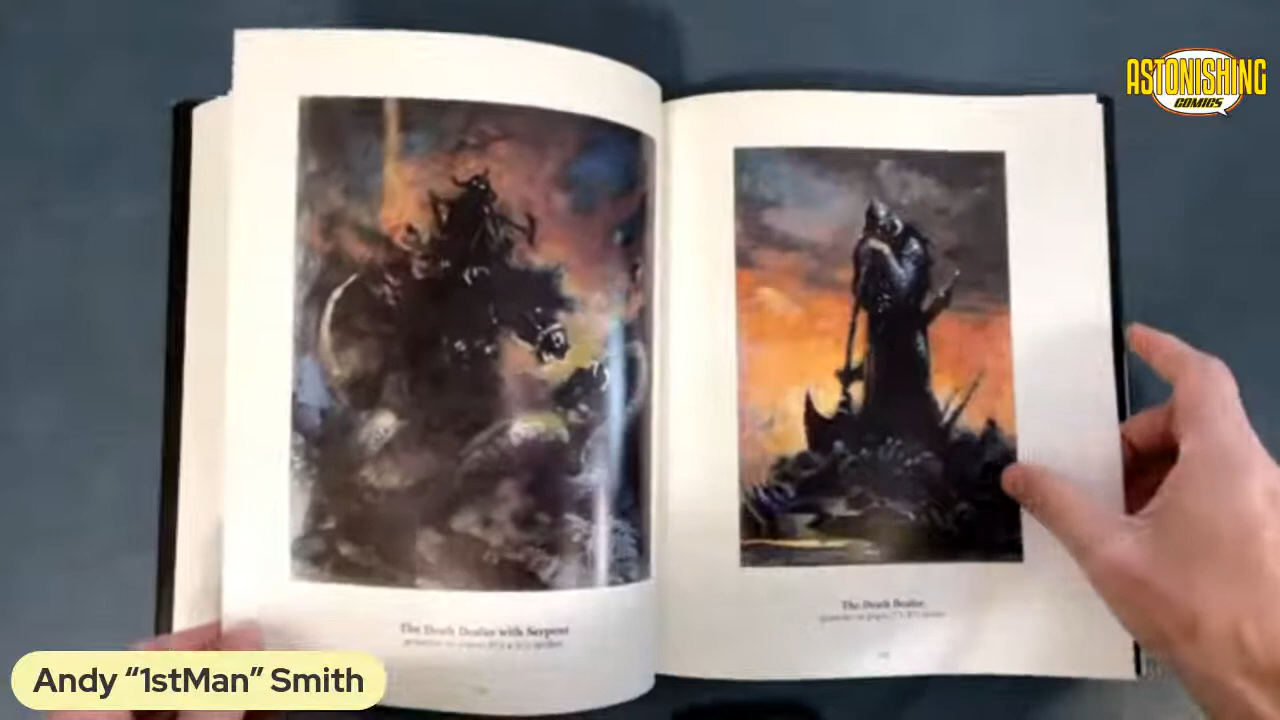 ASTONISHING
COMICS
The Death Dealer with Serpent
The Death Dealer
Andy “1stMan” Smith